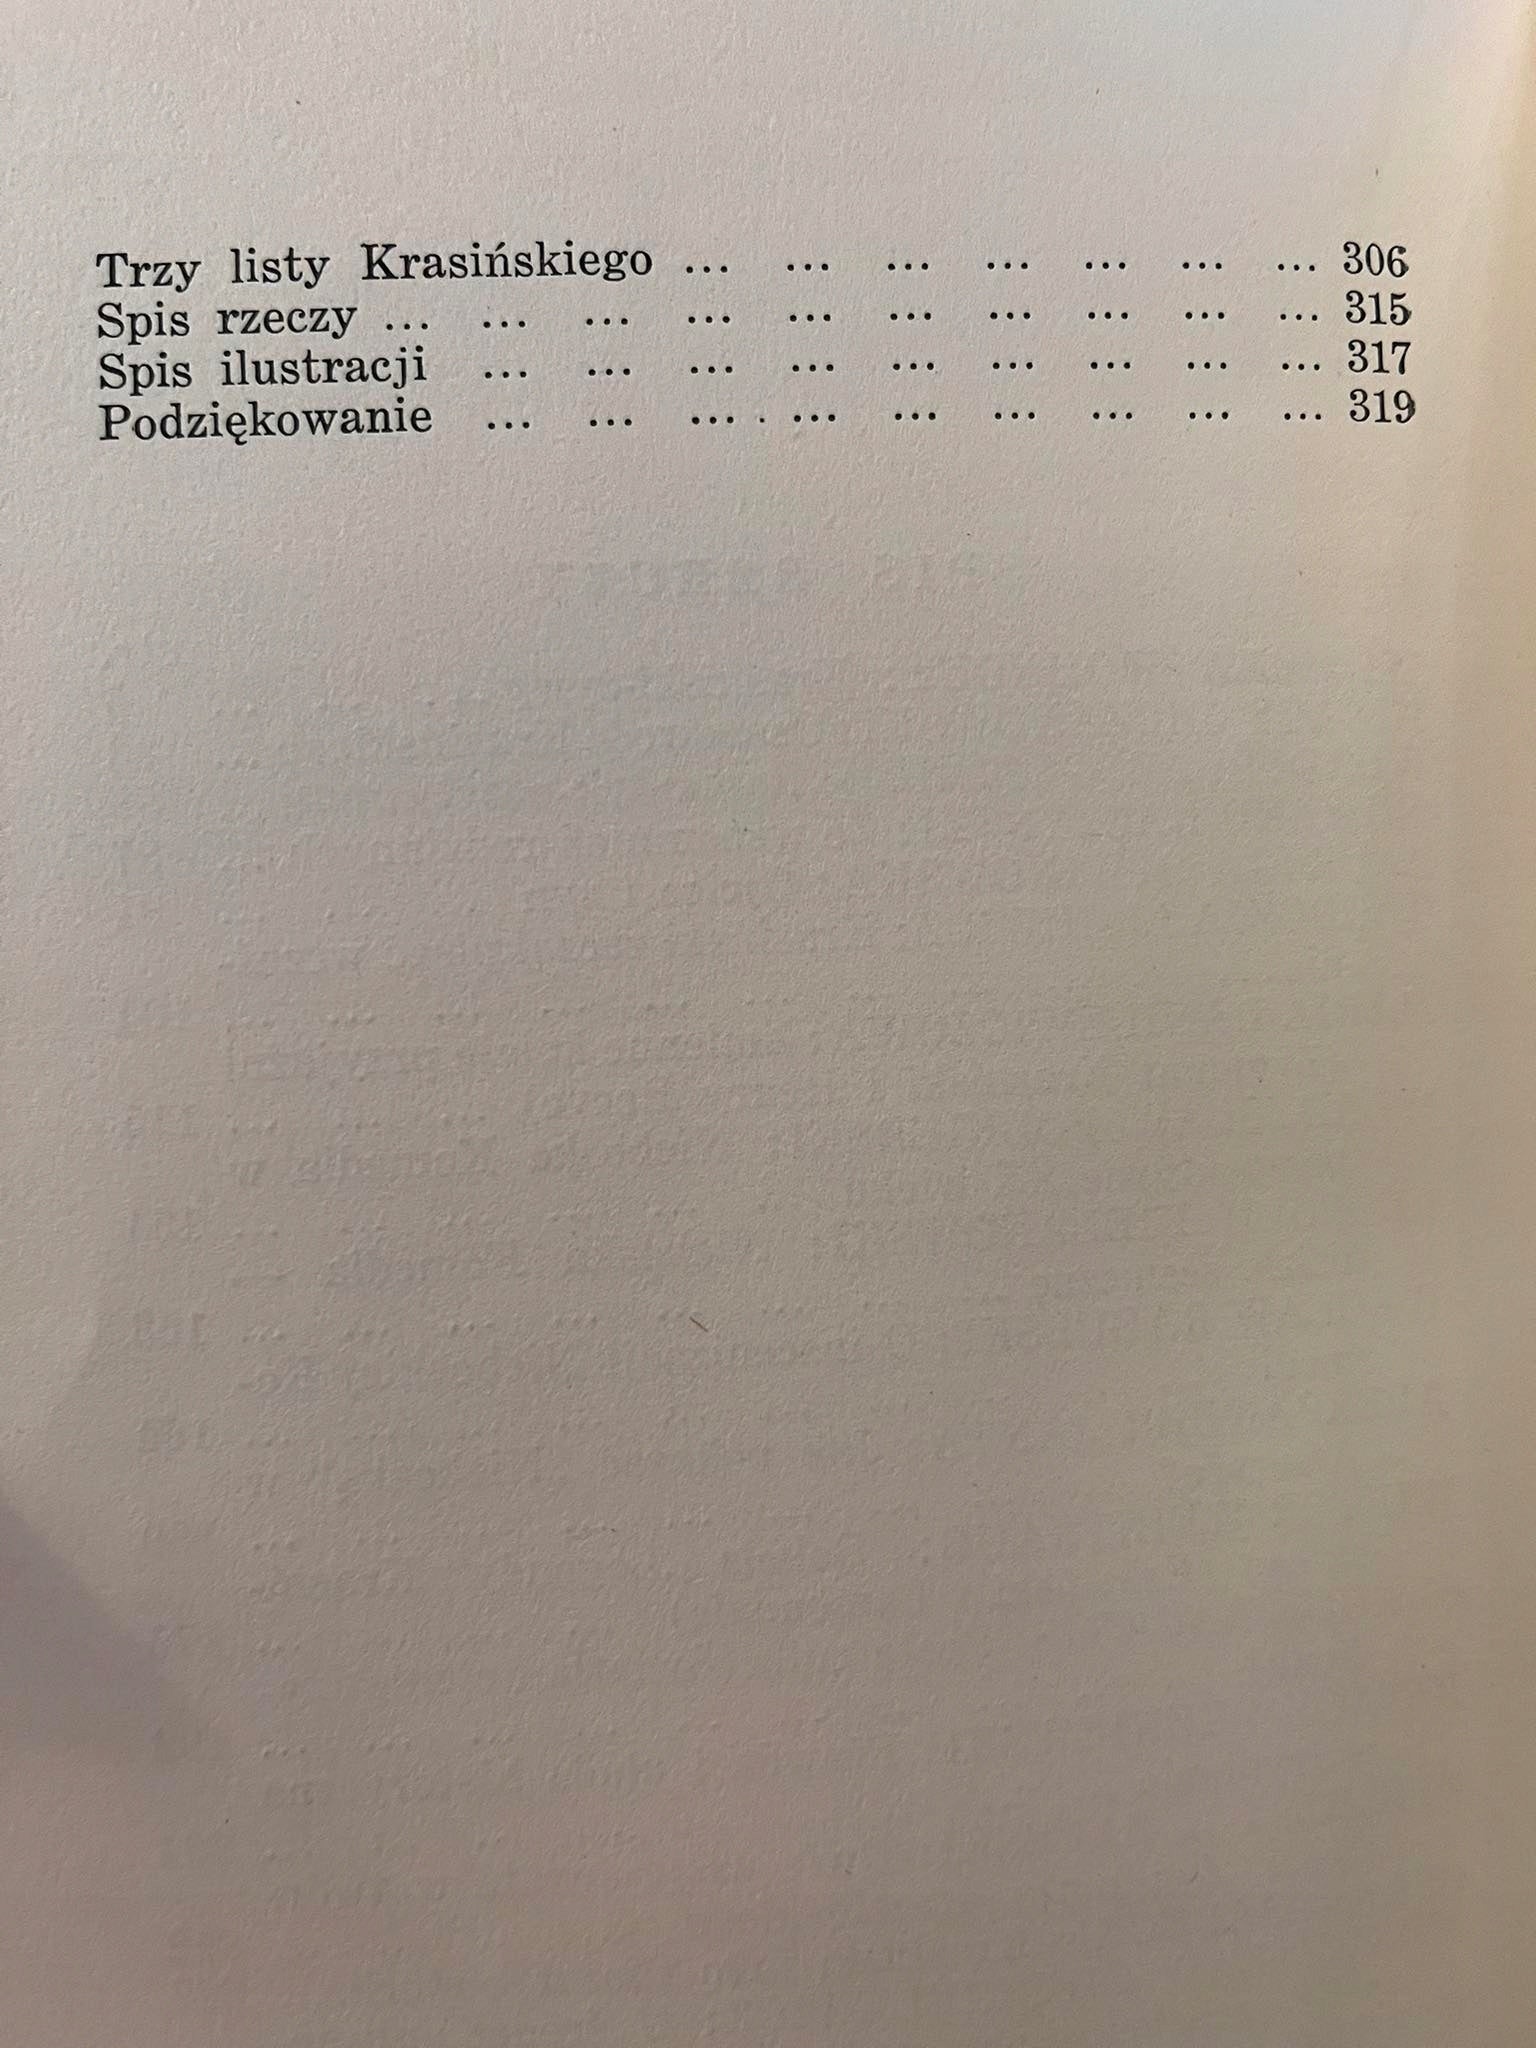 Trzy listy Krasińskiego ... ... ... ... ... ... ... 306
Spis rzeczy ... ... ... ... ... ... ... ... ... ... 315
Spis ilustracji ... ... ... ... ... ... ... ... ... 317
Podziękowanie ... ... ... ... ... ... ... ... ... 319